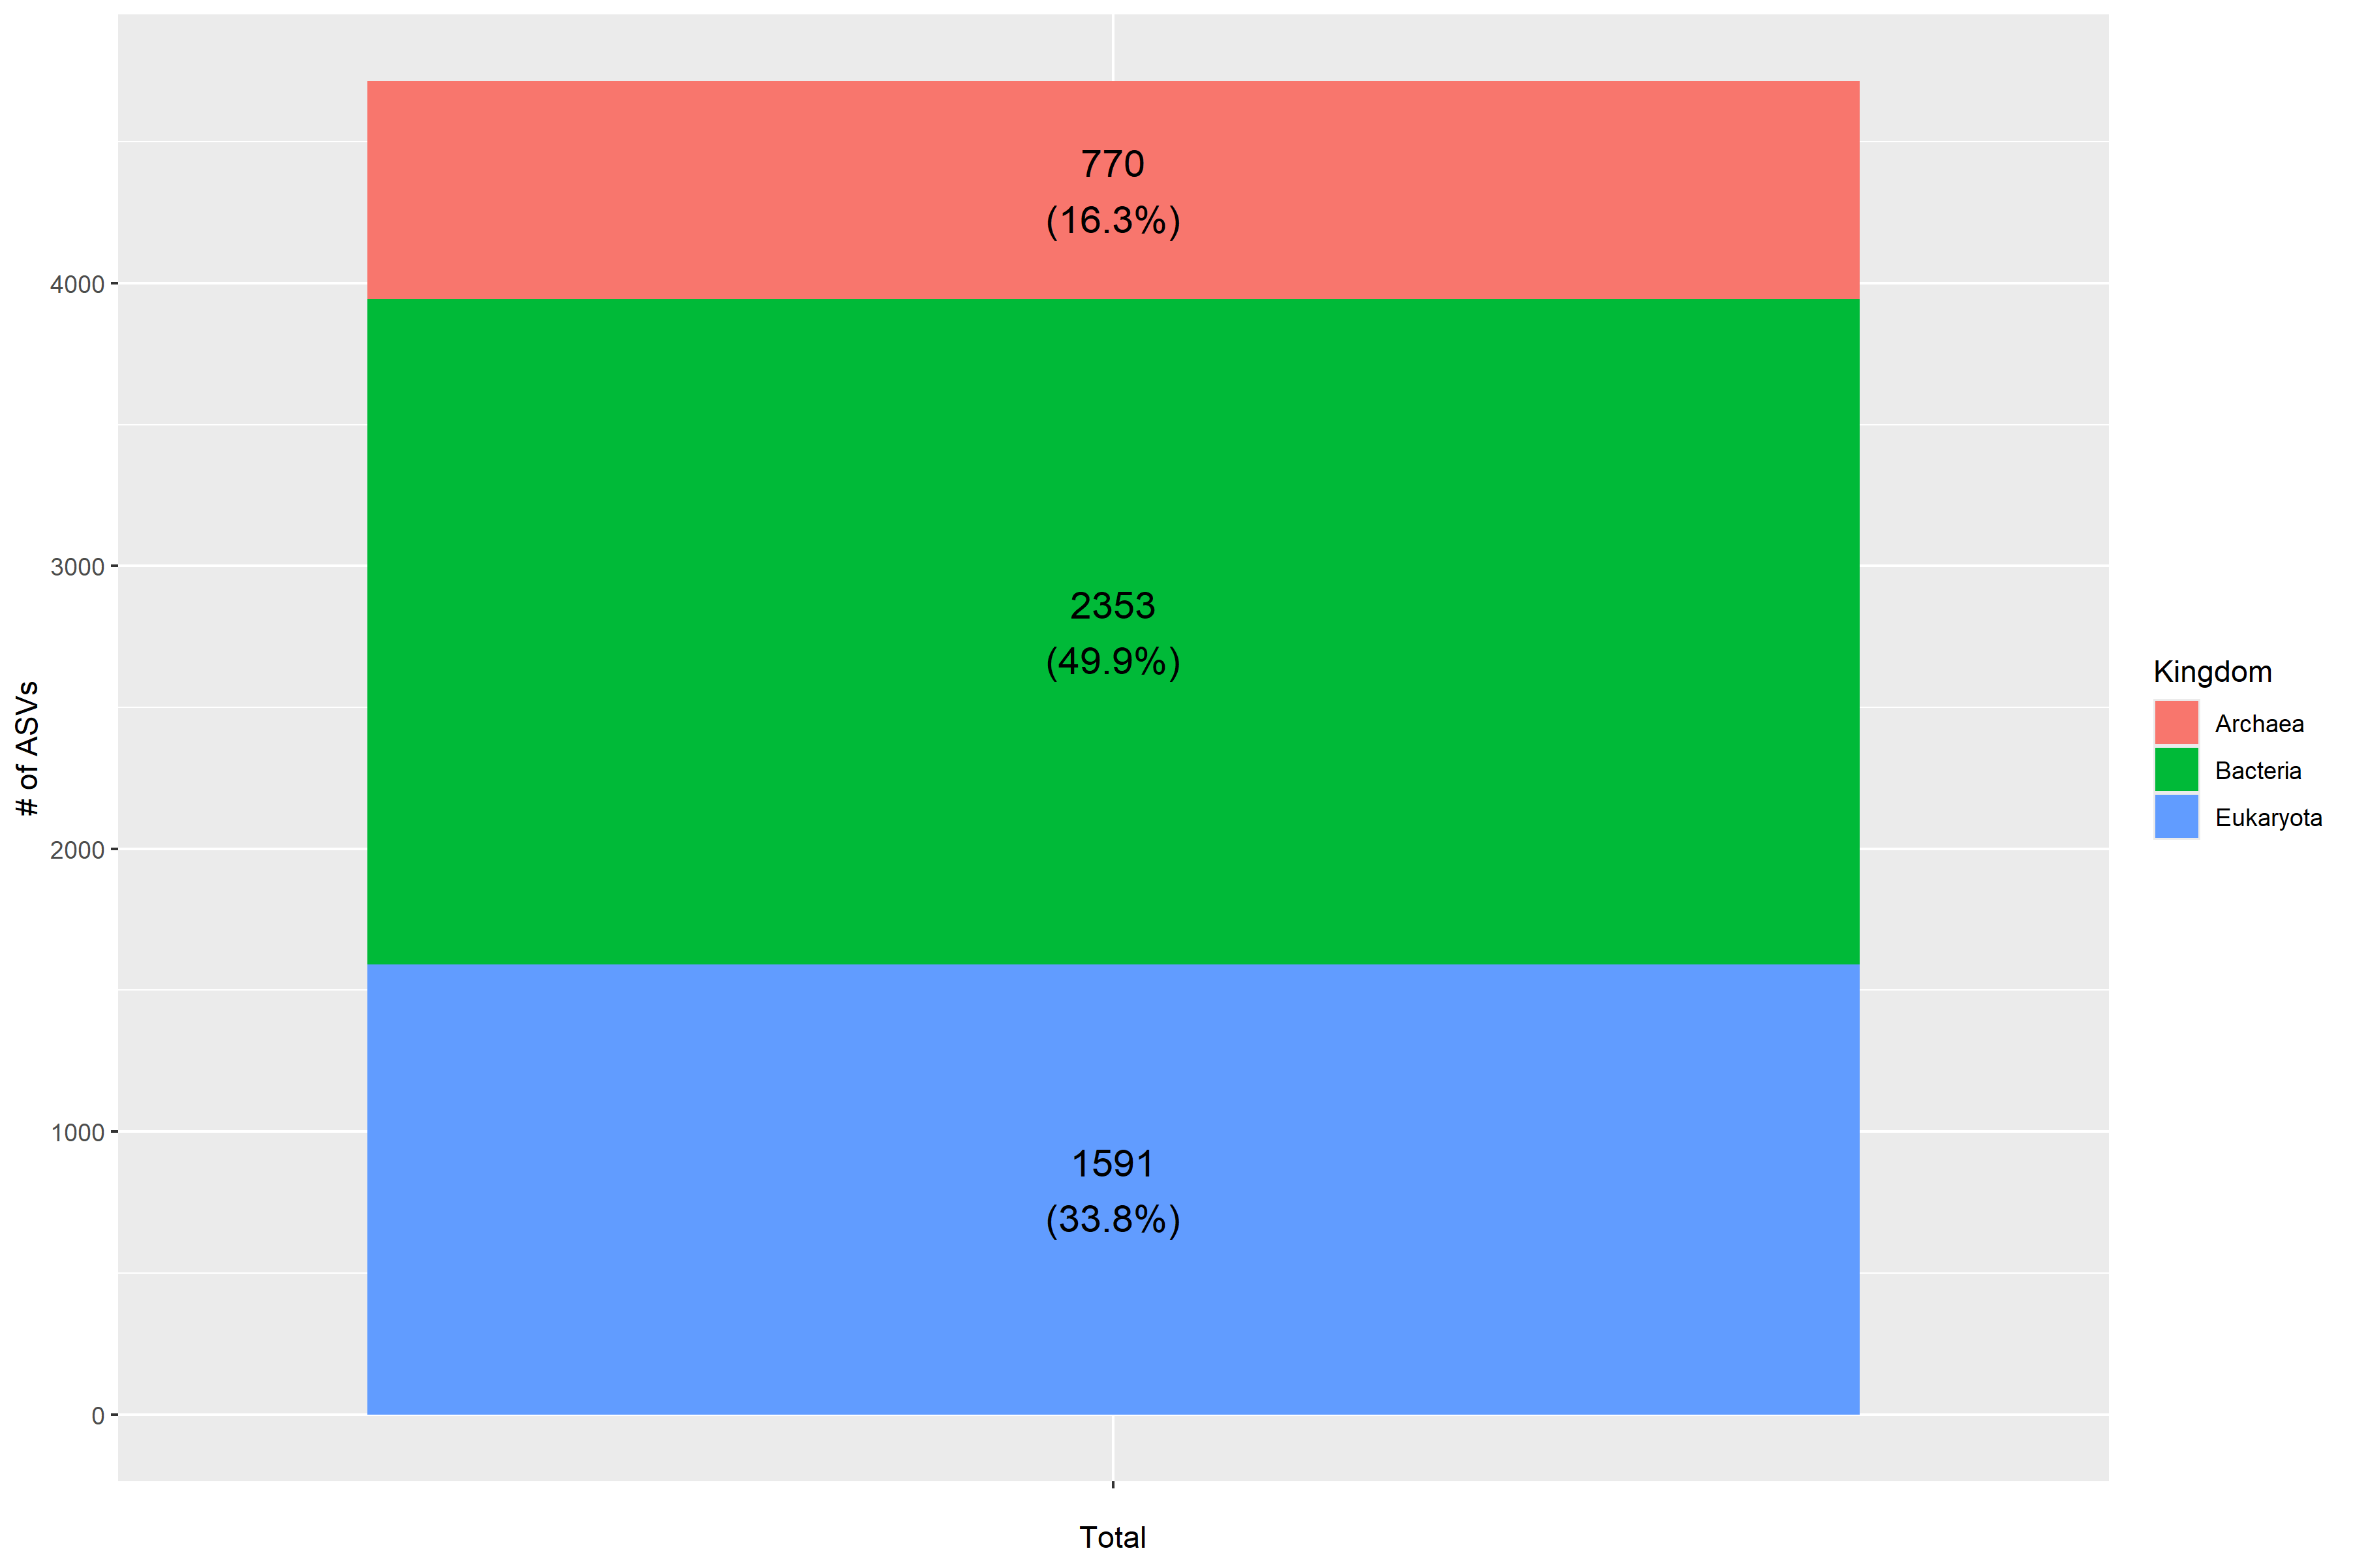 # of ASVs
4000
3000
2000
1000
0
770
(16.3%)
2353
(49.9%)
1591
(33.8%)
Total
Kingdom
Archaea
Bacteria
Eukaryota